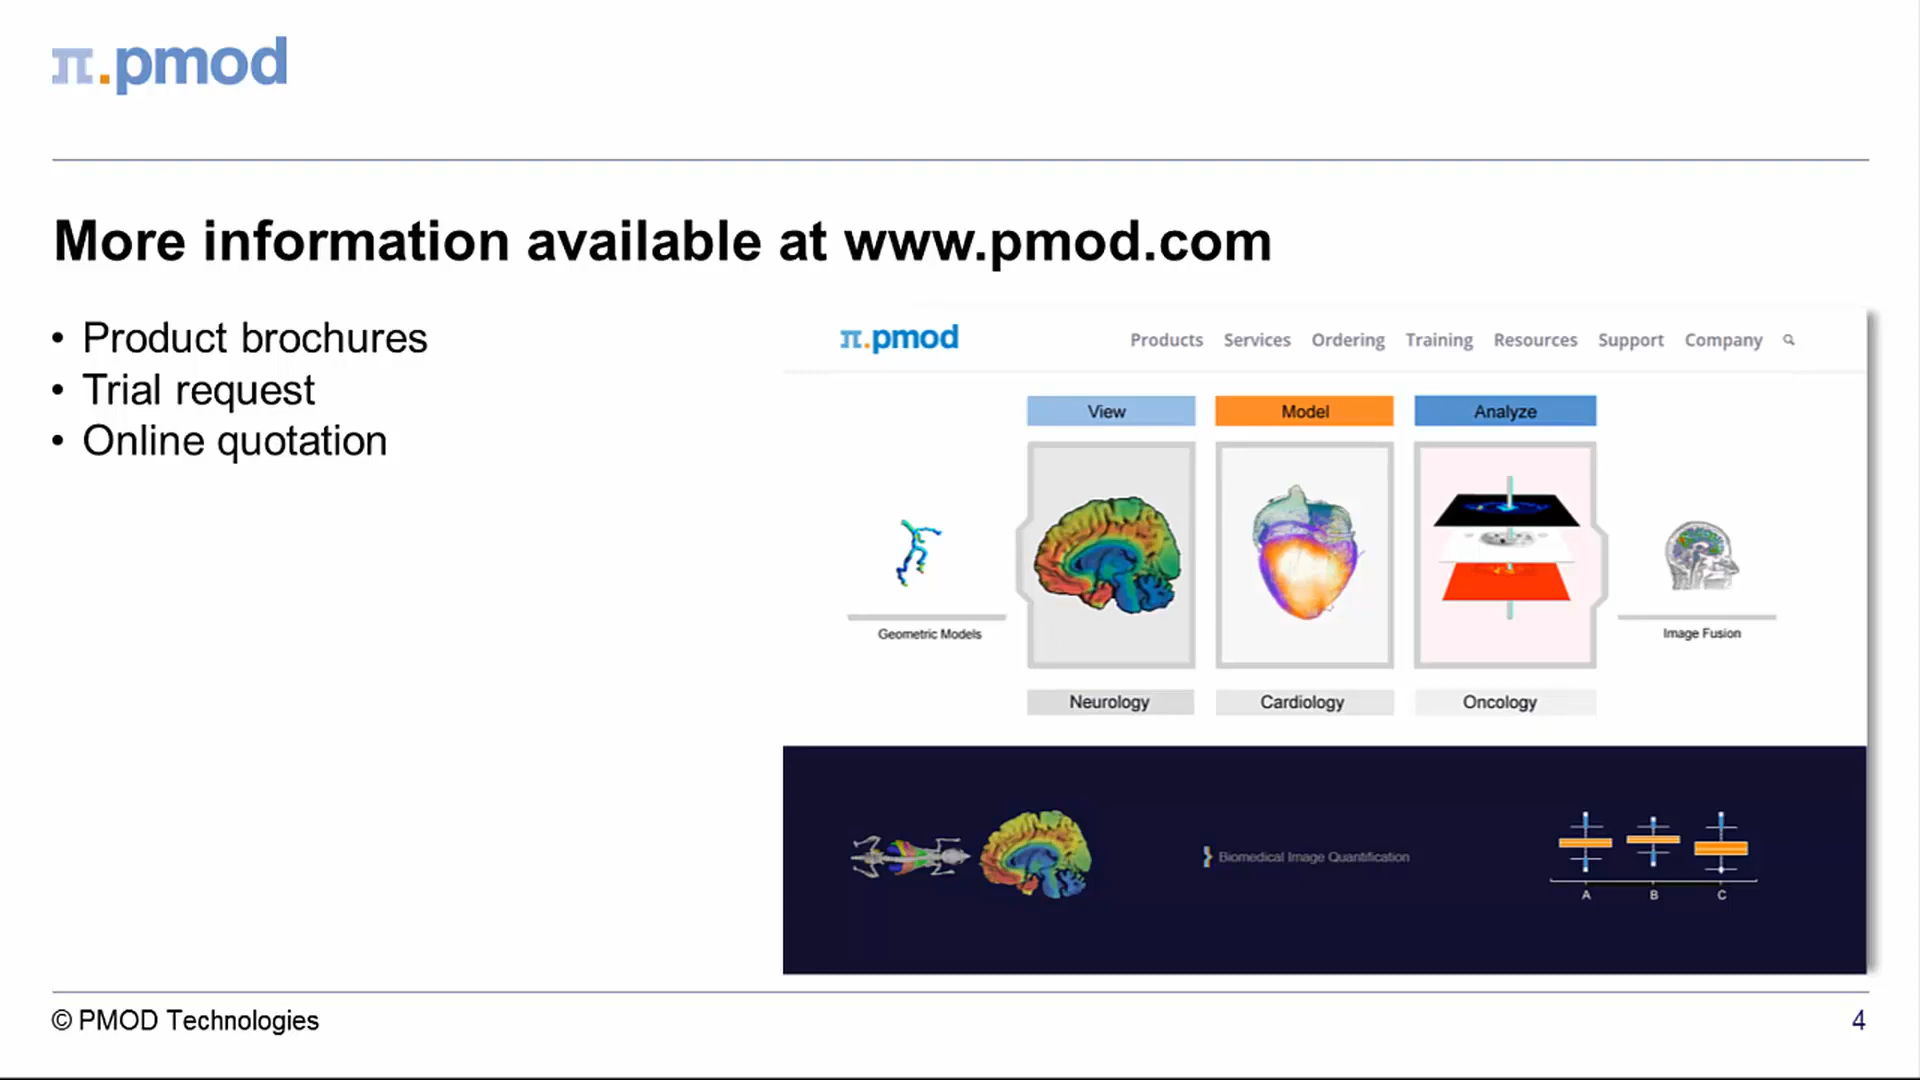 π.pmod
More information available at www.pmod.com
• Product brochures
• Trial request
• Online quotation
π.pmod
Products Services Ordering Training Resources Support Company
View Model Analyze
Geometric Models
Image Fusion
Neurology Cardiology Oncology
Biomedical Image Quantification
A B C
© PMOD Technologies
4